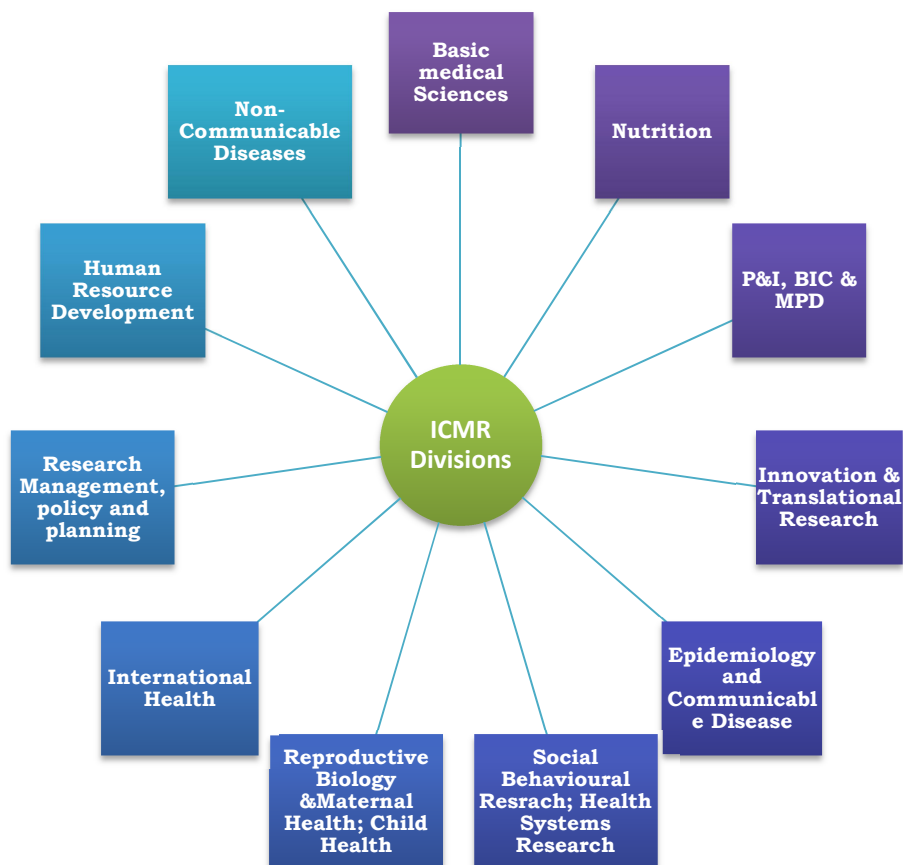 Basic
medical
Sciences
Nutrition
P&I, BIC &
MPD
Innovation &
Translational
Research
Epidemiology
and
Communicabl
e Disease
Social
Behavioural
Resrach; Health
Systems
Research
Reproductive
Biology
&Maternal
Health; Child
Health
International
Health
Research
Management,
policy and
planning
Human
Resource
Development
Non-
Communicable
Diseases
ICMR
Divisions